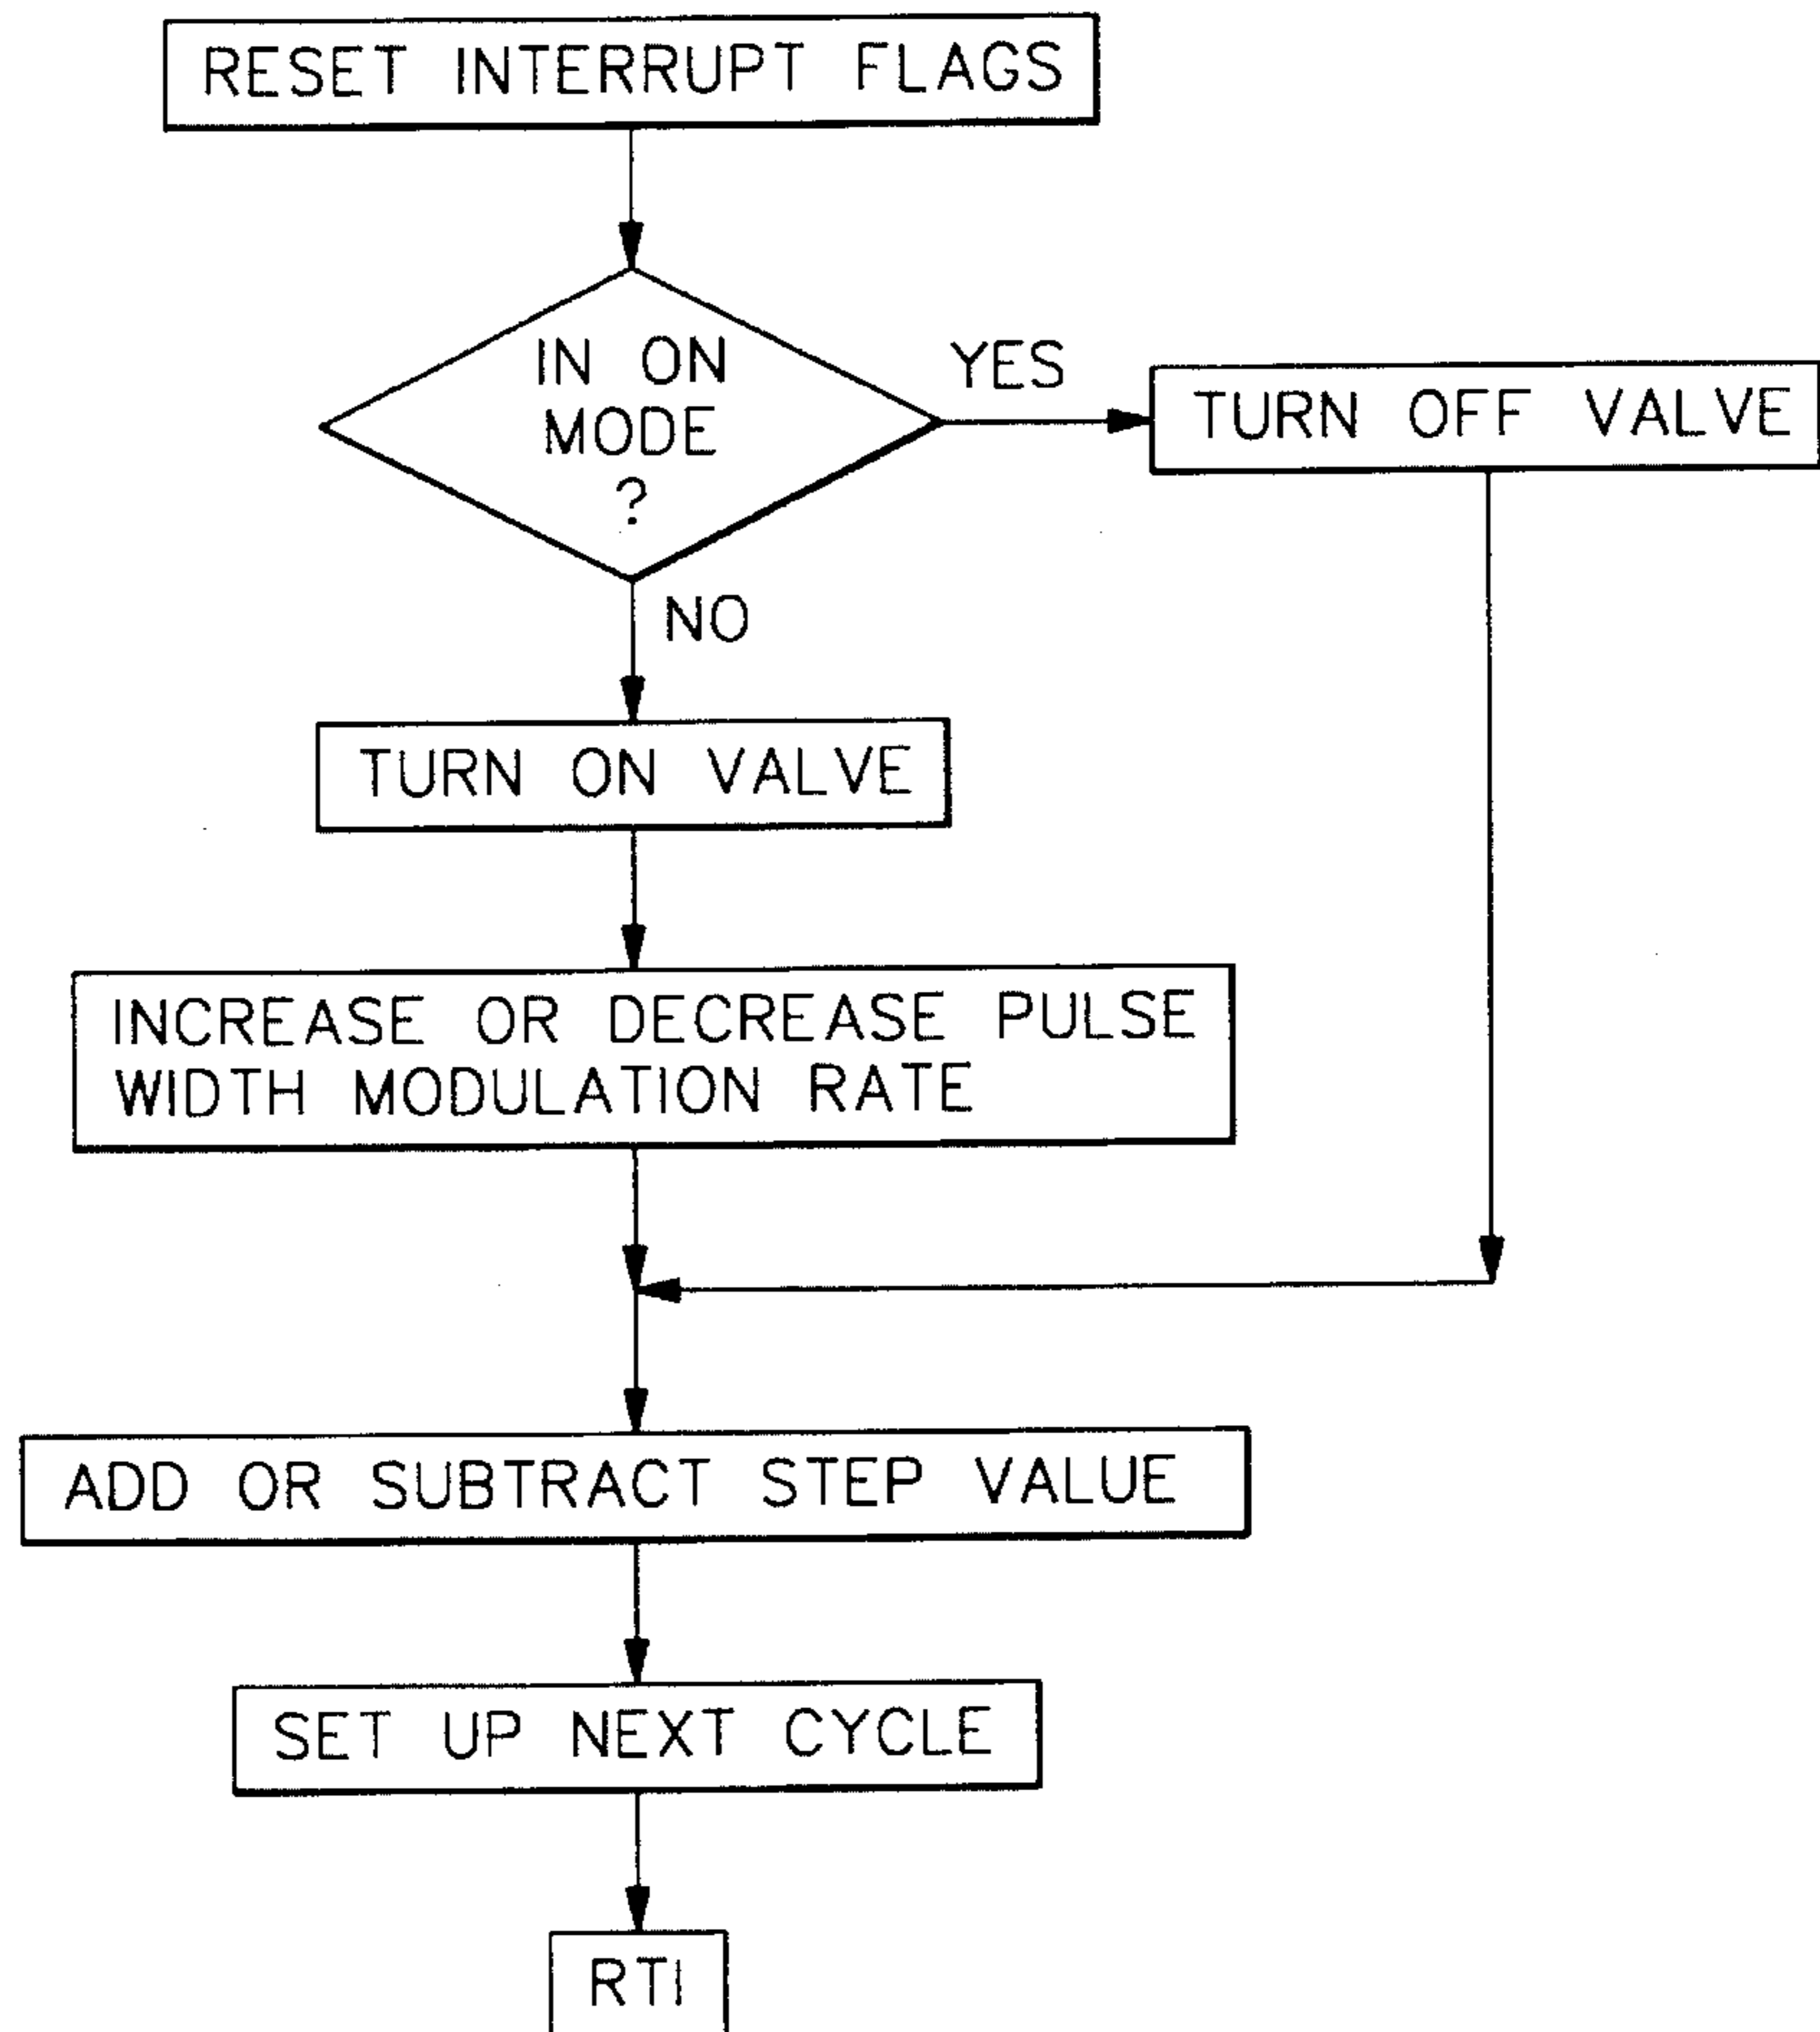 RESET INTERRUPT FLAGS
IN ON
MODE
?
YES
TURN OFF VALVE
NO
TURN ON VALVE
INCREASE OR DECREASE PULSE
WIDTH MODULATION RATE
ADD OR SUBTRACT STEP VALUE
SET UP NEXT CYCLE
RTI